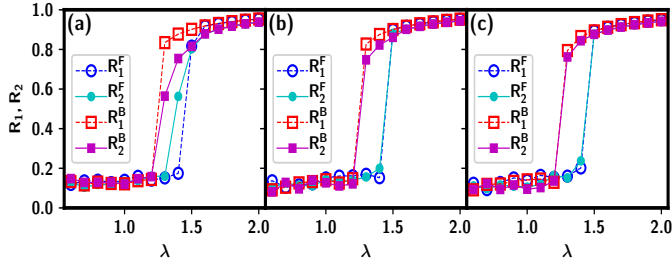 R₁, R₂
1.0
0.8
0.6
0.4
0.2
0.0
(a)
R₁ᶠ
R₂ᶠ
R₁ᴮ
R₂ᴮ
1.0 1.5 2.0
λ
(b)
R₁ᶠ
R₂ᶠ
R₁ᴮ
R₂ᴮ
1.0 1.5 2.0
λ
(c)
R₁ᶠ
R₂ᶠ
R₁ᴮ
R₂ᴮ
1.0 1.5 2.0
λ